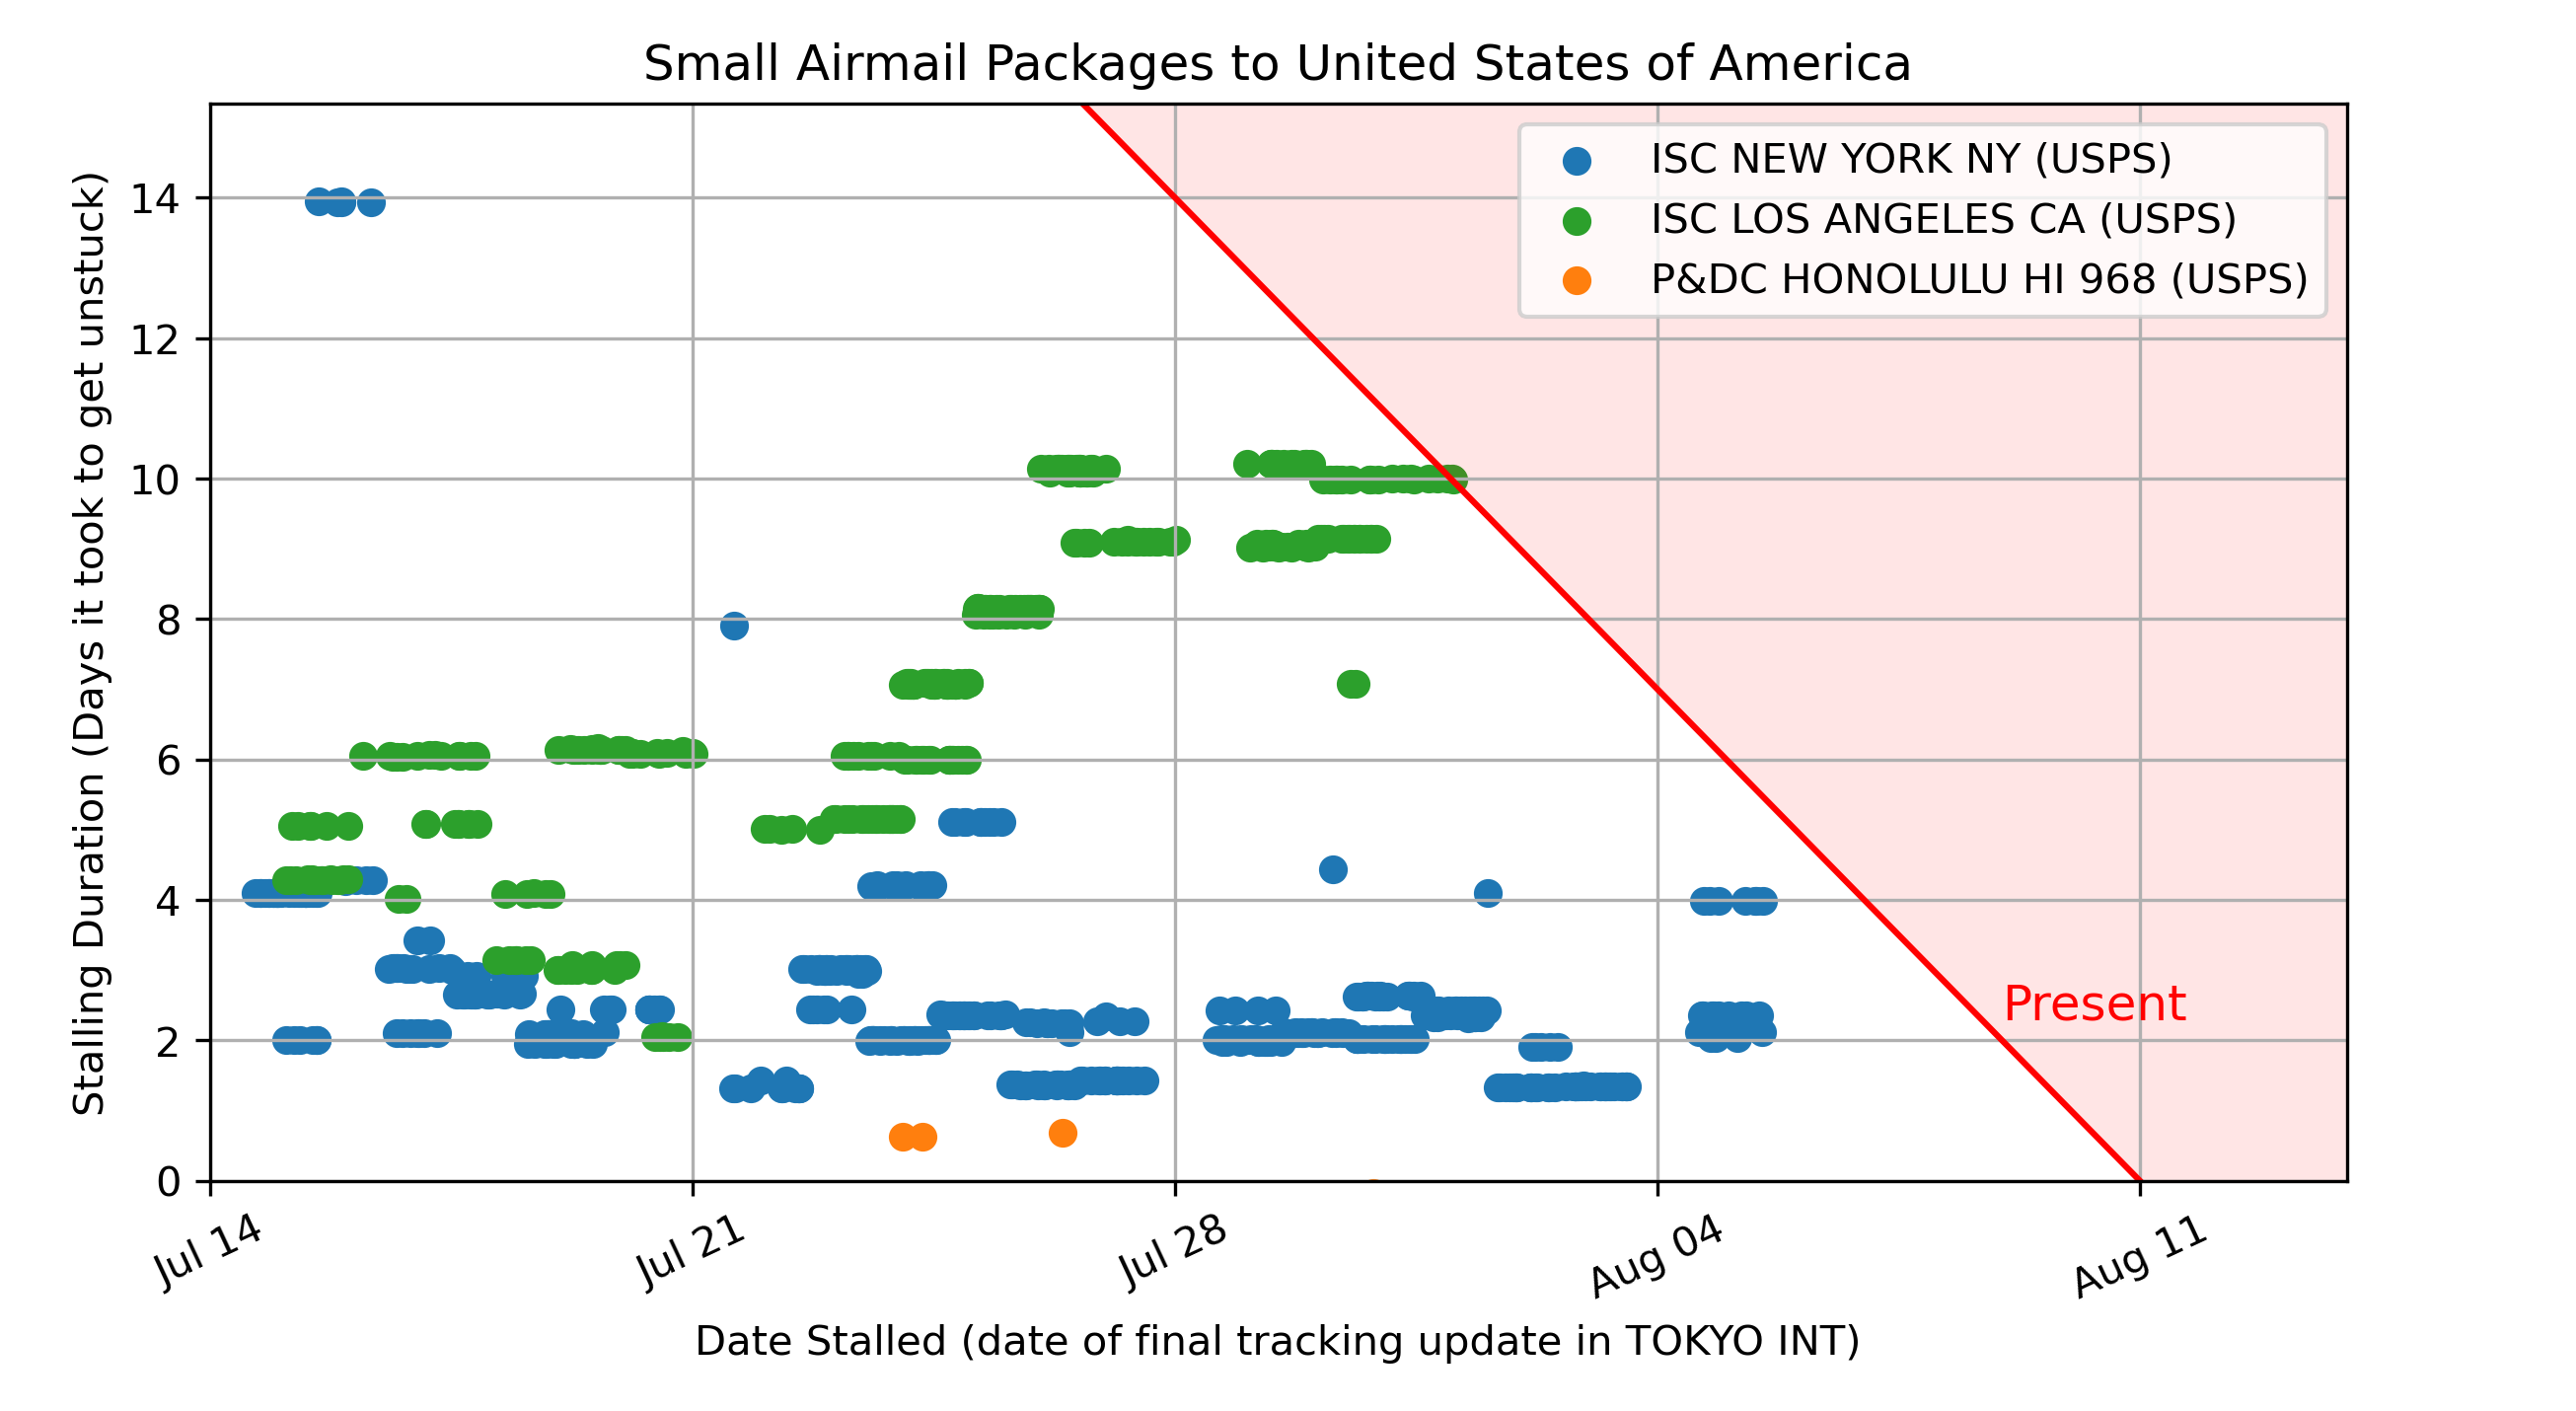 Small Airmail Packages to United States of America
ISC NEW YORK NY (USPS)
ISC LOS ANGELES CA (USPS)
P&DC HONOLULU HI 968 (USPS)
Stalling Duration (Days it took to get unstuck)
14
12
10
8
6
4
2
0
Present
Jul 14
Jul 21
Jul 28
Aug 04
Aug 11
Date Stalled (date of final tracking update in TOKYO INT)